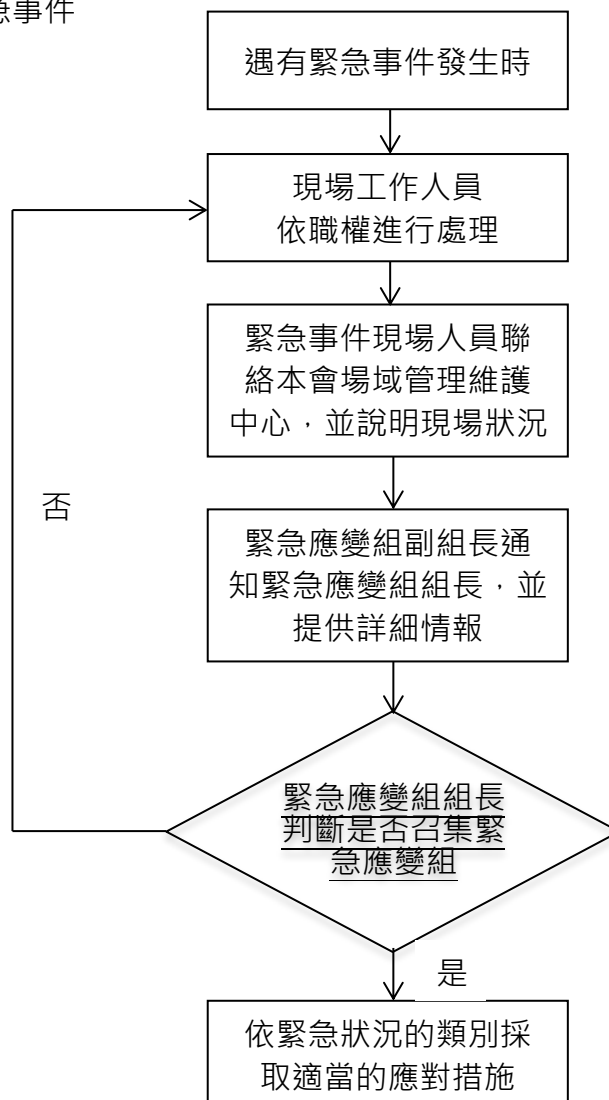 急事件
遇有緊急事件發生時
現場工作人員
依職權進行處理
緊急事件現場人員聯
絡本會場域管理維護
中心，並說明現場狀況
否
緊急應變組副組長通
知緊急應變組組長，並
提供詳細情報
緊急應變組組長
判斷是否召集緊
急應變組
是
依緊急狀況的類別採
取適當的應對措施